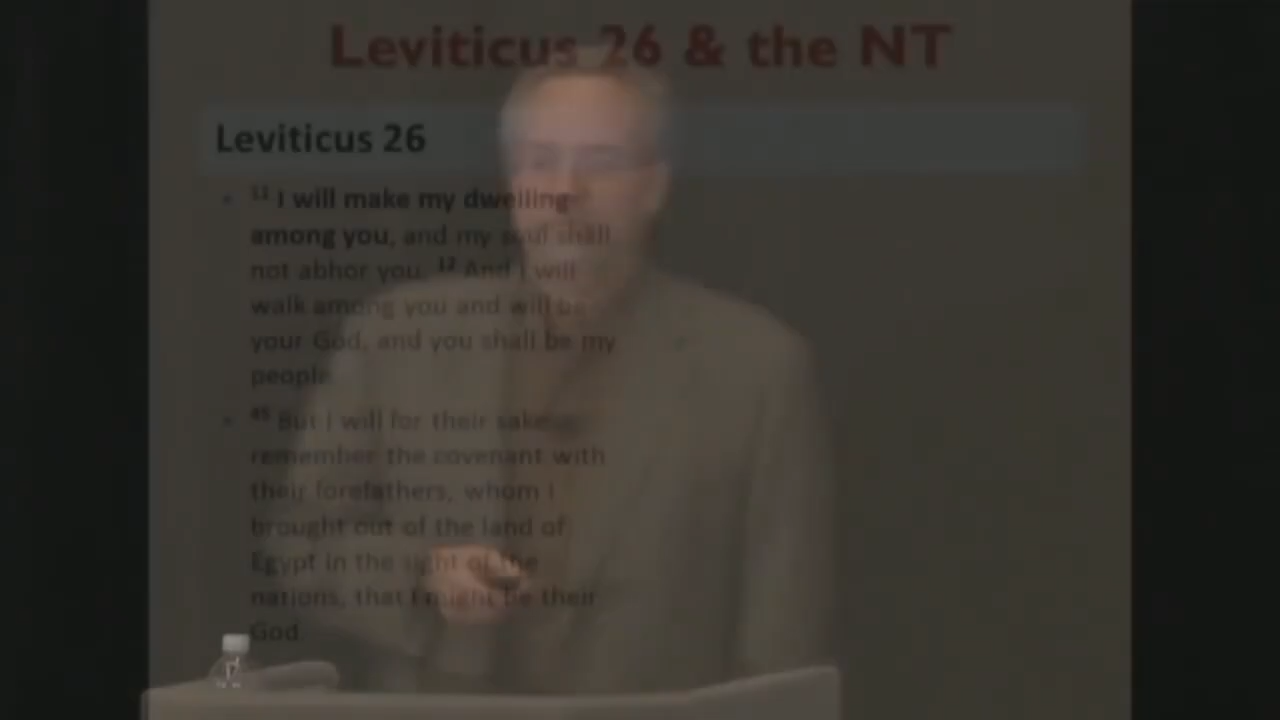 Leviticus 26 & the NT
Leviticus 26
• 11 I will make my dwelling
among you, and my soul shall
not abhor you. 12 And I will
walk among you and will be
your God, and you shall be my
people.
• 45 But I will for their sake
remember the covenant with
their forefathers, whom I
brought out of the land of
Egypt in the sight of the
nations, that I might be their
God